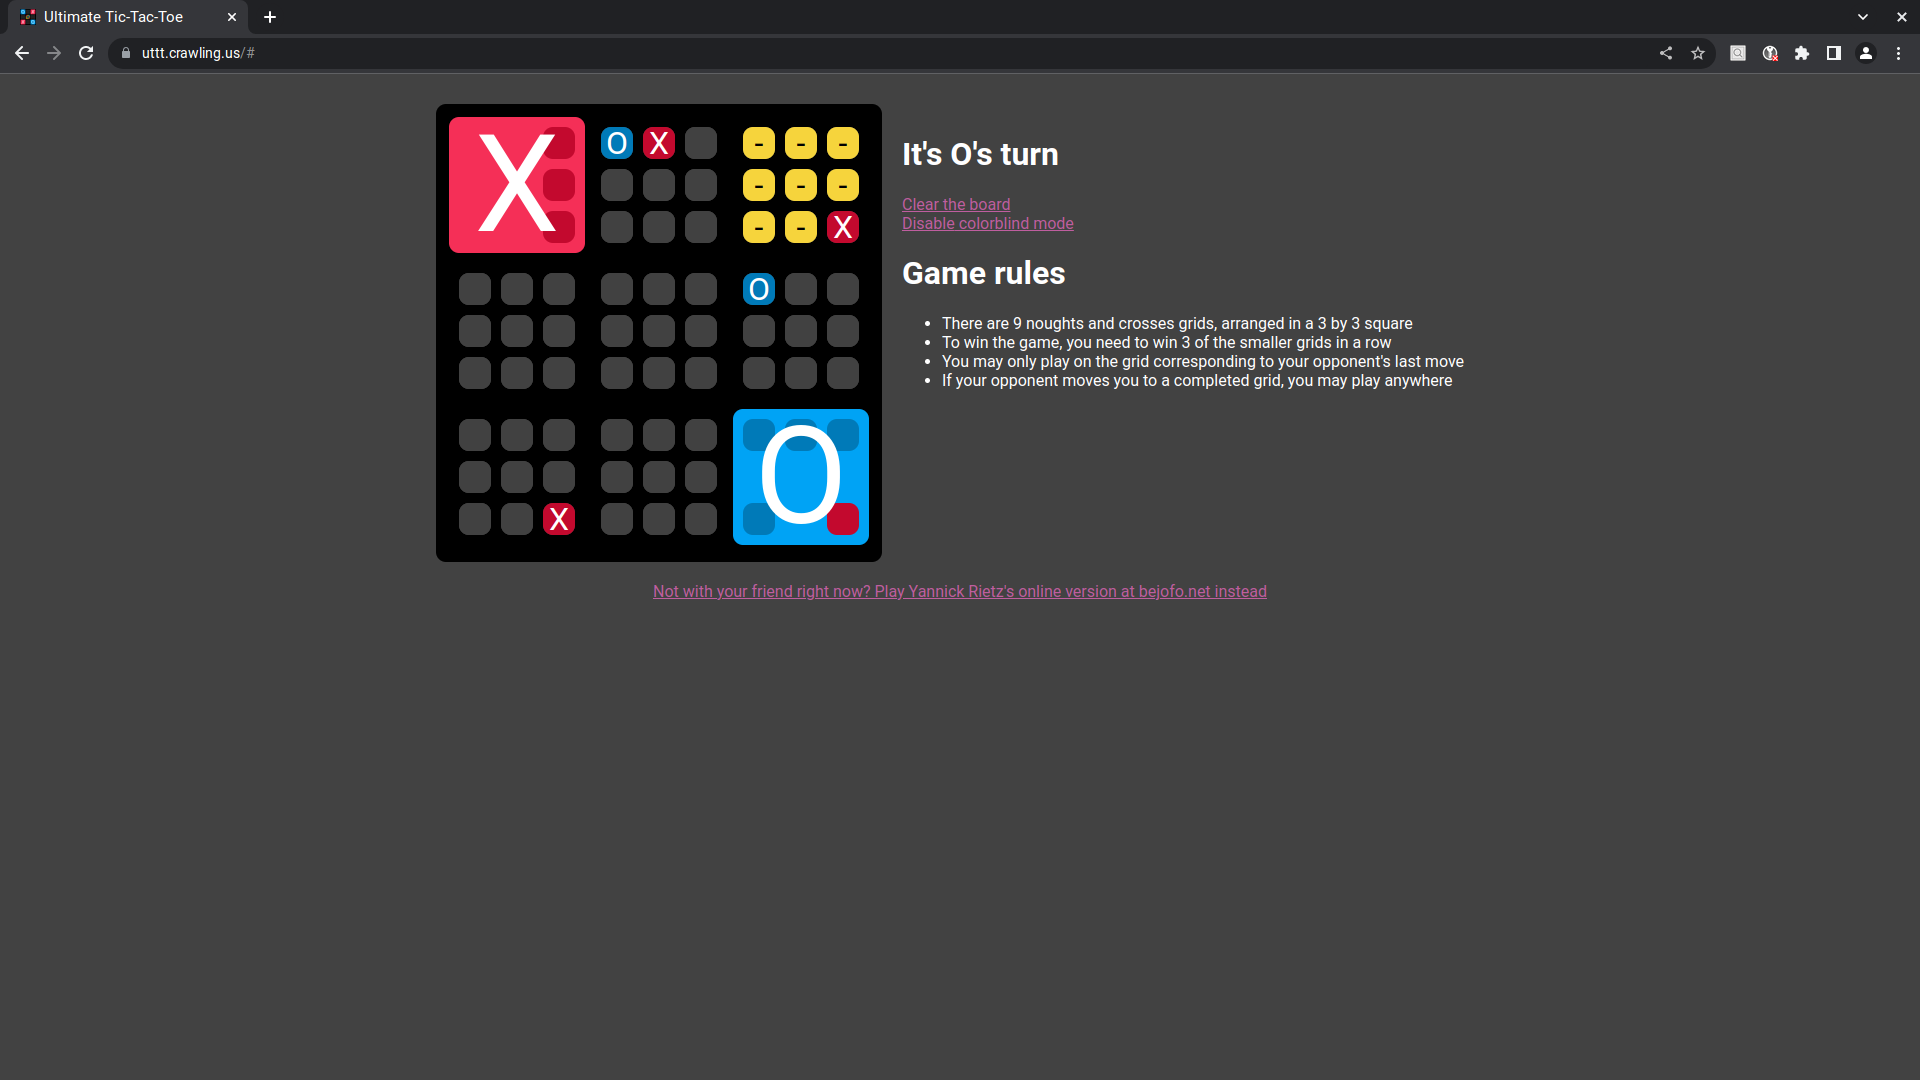 Ultimate Tic-Tac-Toe
uttt.crawling.us/#
X
O X
- - -
- - -
- - X
O
X
O
It's O's turn
Clear the board
Disable colorblind mode
Game rules
• There are 9 noughts and crosses grids, arranged in a 3 by 3 square
• To win the game, you need to win 3 of the smaller grids in a row
• You may only play on the grid corresponding to your opponent's last move
• If your opponent moves you to a completed grid, you may play anywhere
Not with your friend right now? Play Yannick Rietz's online version at bejofo.net instead